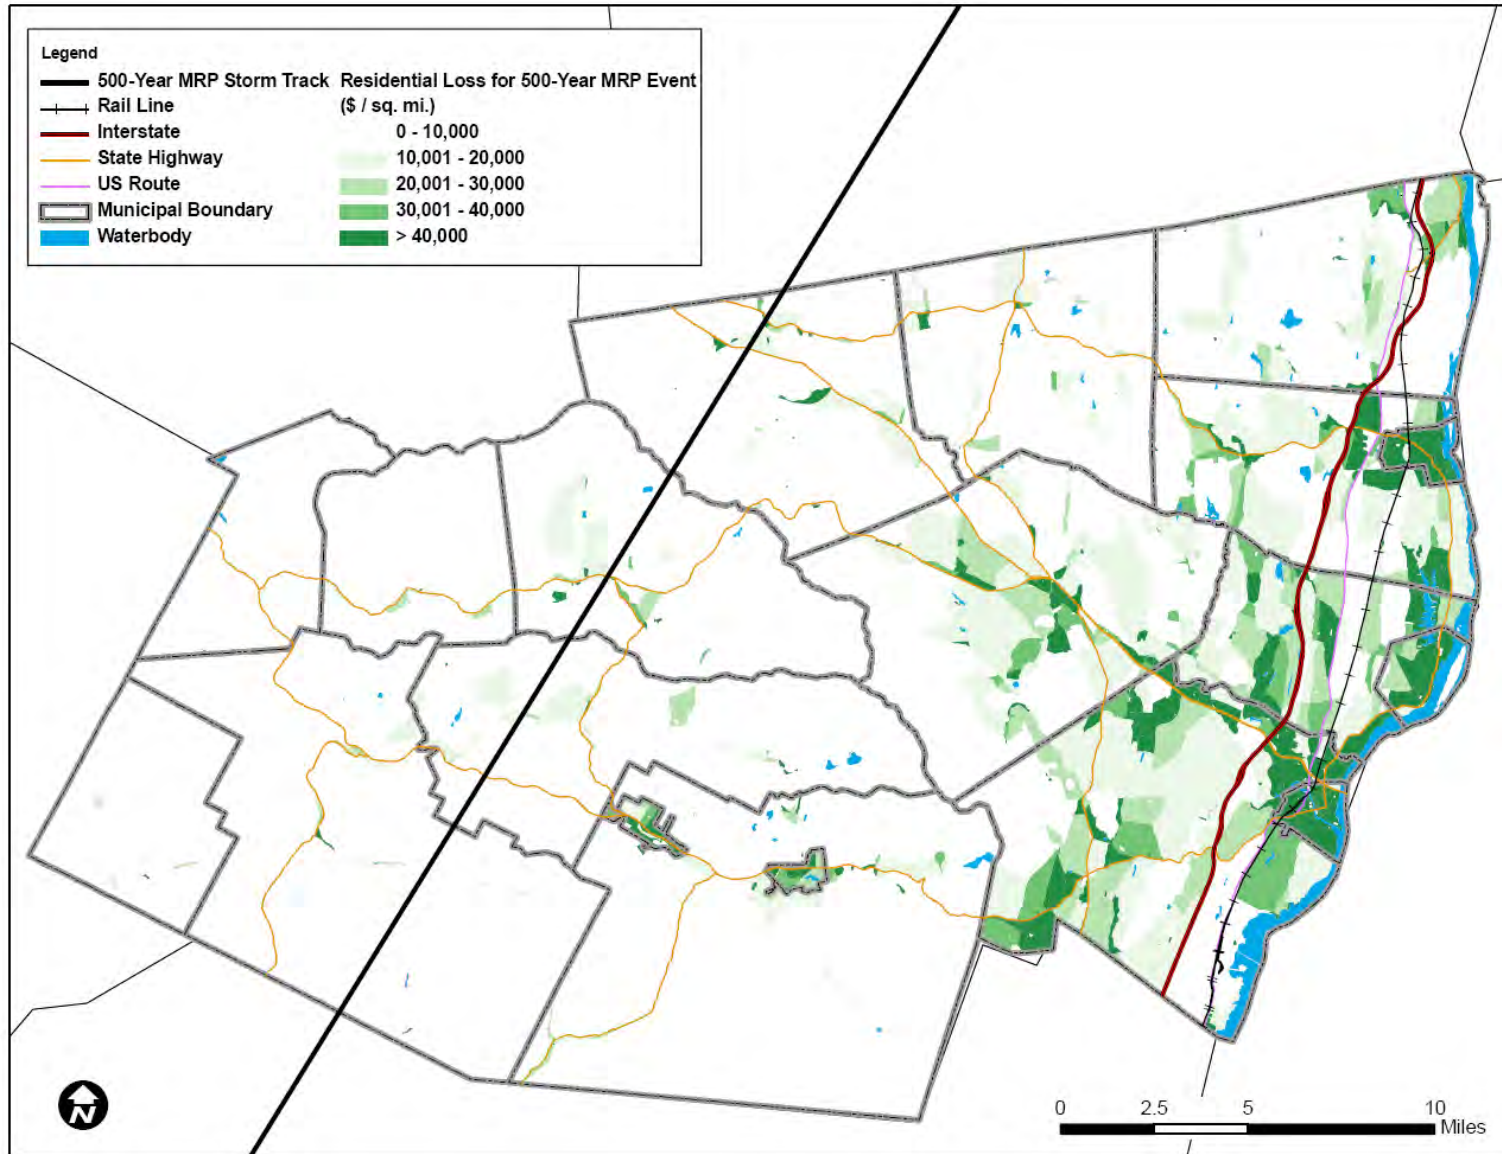 Legend
500-Year MRP Storm Track
Rail Line
Interstate
State Highway
US Route
Municipal Boundary
Waterbody
Residential Loss for 500-Year MRP Event
($ / sq. mi.)
0 - 10,000
10,001 - 20,000
20,001 - 30,000
30,001 - 40,000
> 40,000
N
0 2.5 5 10
Miles